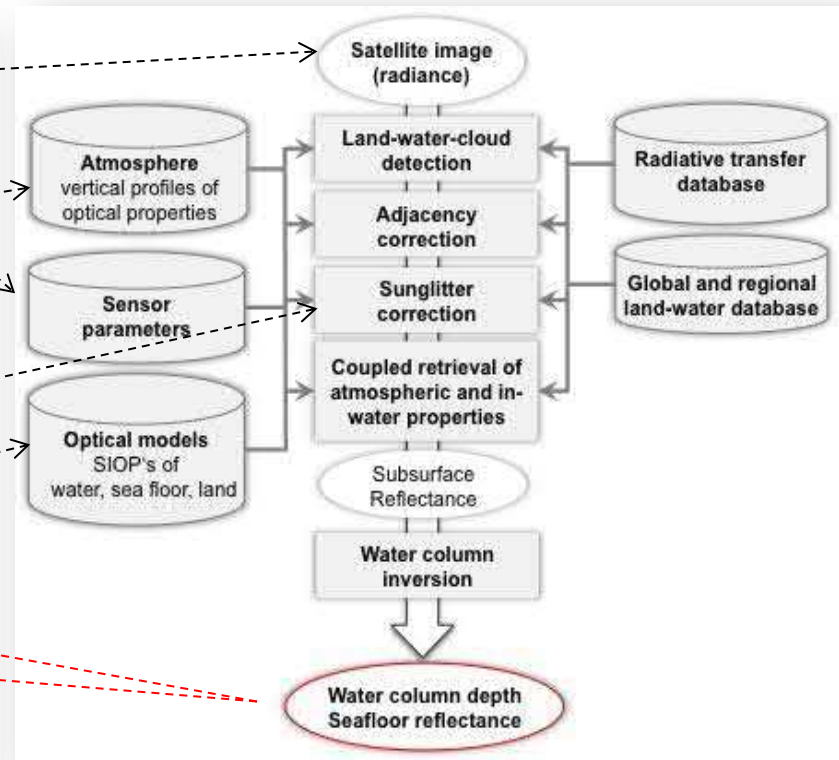 Satellite image
(radiance)
Land-water-cloud
detection
Atmosphere
vertical profiles of
optical properties
Radiative transfer
database
Adjacency
correction
Sensor
parameters
Sunglitter
correction
Global and regional
land-water database
Coupled retrieval of
atmospheric and in-
water properties
Optical models
SIOP's of
water, sea floor, land
Subsurface
Reflectance
Water column
inversion
Water column depth
Seafloor reflectance